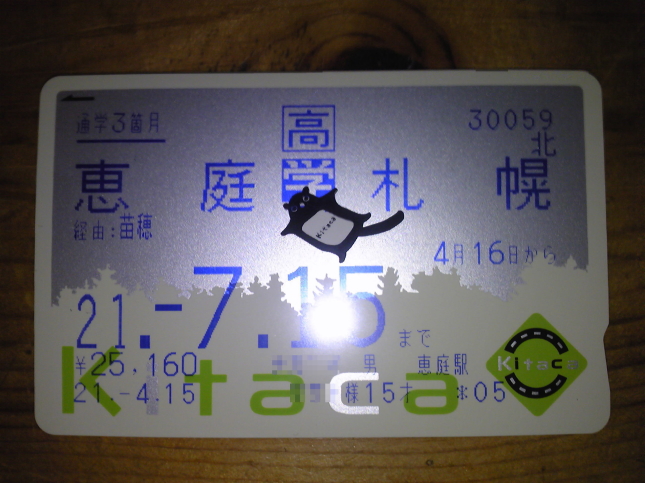 通学3箇月
高
30059
北
恵庭 学 札幌
経由:苗穂
Kitaca
4月16日から
21.-7.15 まで
¥25,160 男 恵庭駅
Kitaca
21.-4.15 様15才 *05
Kitaca